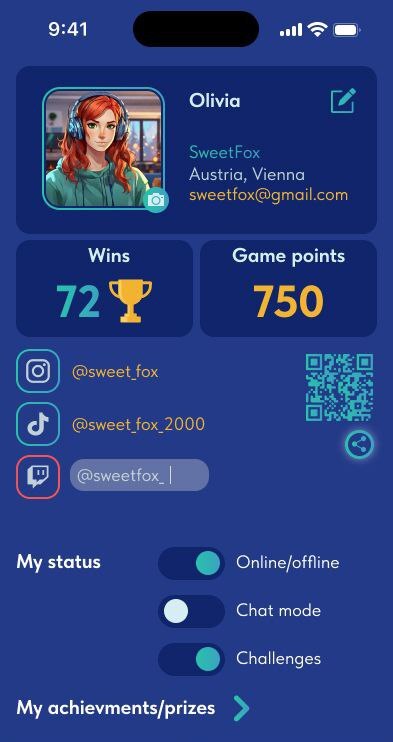 9:41
Olivia
SweetFox
Austria, Vienna
sweetfox@gmail.com
Wins
72
Game points
750
@sweet_fox
@sweet_fox_2000
@sweetfox_
My status
Online/offline
Chat mode
Challenges
My achievments/prizes